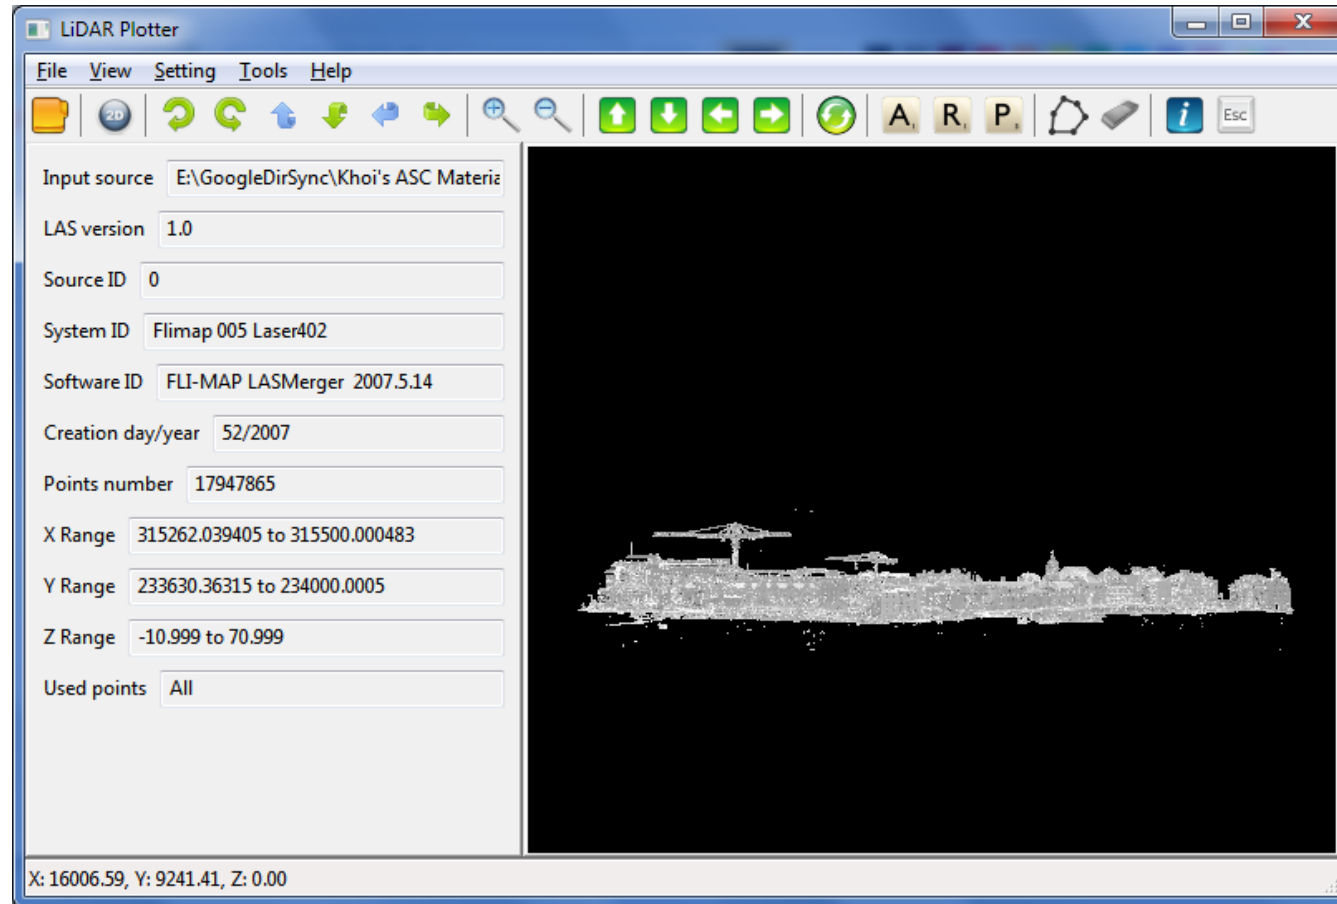 LiDAR Plotter
File View Setting Tools Help
2D A R P i Esc
Input source E:\GoogleDirSync\Khoi's ASC Materia
LAS version 1.0
Source ID 0
System ID Flimap 005 Laser402
Software ID FLI-MAP LASMerger 2007.5.14
Creation day/year 52/2007
Points number 17947865
X Range 315262.039405 to 315500.000483
Y Range 233630.36315 to 234000.0005
Z Range -10.999 to 70.999
Used points All
X: 16006.59, Y: 9241.41, Z: 0.00